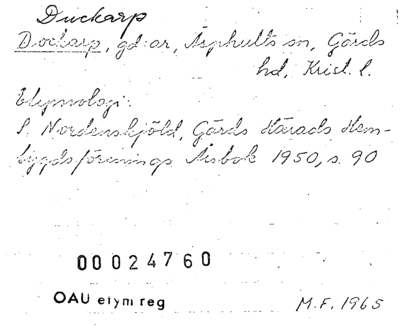 Duckarp
Dockarp, gd:ar, Äsphults sn, Gärds
hd, Krist. l.
Etymologi:
S. Nordenskjöld, Gärds Härads Hem-
bygdsförenings Årsbok 1950, s. 90
00024760
OAU etym reg
M.F. 1965